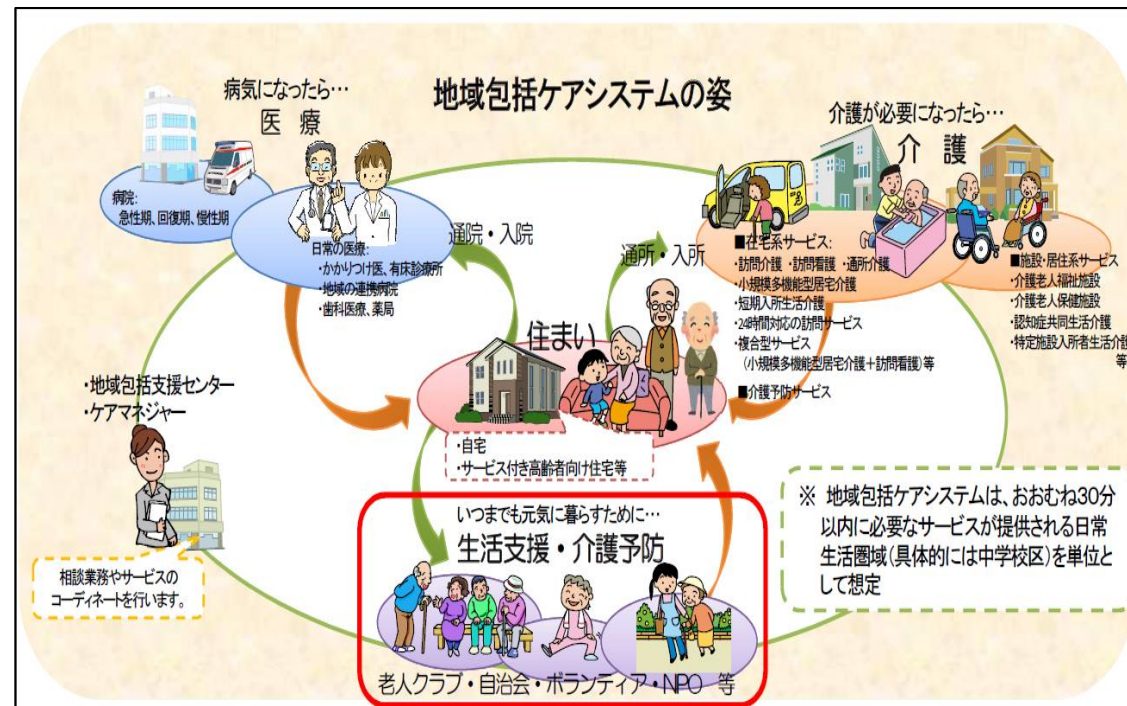 地域包括ケアシステムの姿
病気になったら…
医 療
病院:
急性期、回復期、慢性期
日常の医療:
・かかりつけ医、有床診療所
・地域の連携病院
・歯科医療、薬局
通院・入院
通所・入所
介護が必要になったら…
介 護
■在宅系サービス:
・訪問介護 ・訪問看護 ・通所介護
・小規模多機能型居宅介護
・短期入所生活介護
・24時間対応の訪問サービス
・複合型サービス
（小規模多機能型居宅介護＋訪問看護）等
■介護予防サービス
■施設・居住系サービス
・介護老人福祉施設
・介護老人保健施設
・認知症共同生活介護
・特定施設入所者生活介護
等
住まい
・自宅
・サービス付き高齢者向け住宅等
・地域包括支援センター
・ケアマネジャー
相談業務やサービスの
コーディネートを行います。
いつまでも元気に暮らすために…
生活支援・介護予防
老人クラブ・自治会・ボランティア・NPO 等
※ 地域包括ケアシステムは、おおむね30分
以内に必要なサービスが提供される日常
生活圏域（具体的には中学校区）を単位と
して想定